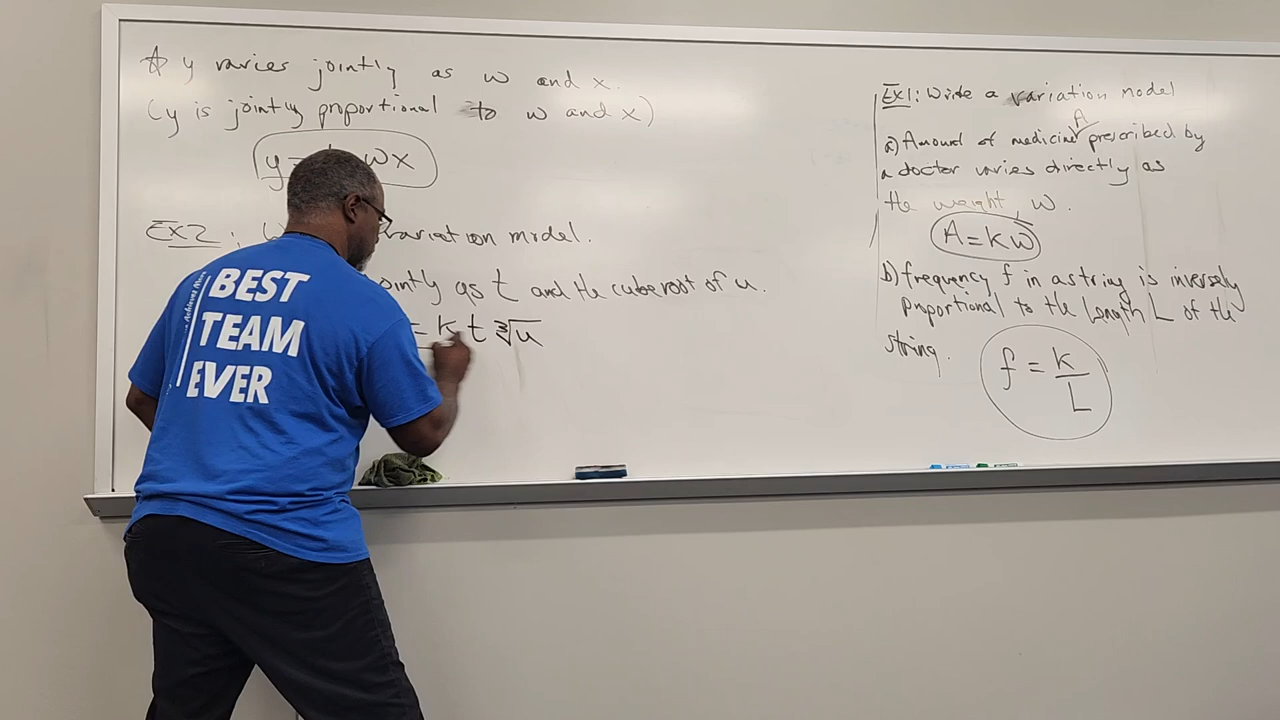 ☆ y varies jointly as w and x.
(y is jointly proportional to w and x)
y = wx
EX2: variation model.
ointly as t and the cube root of u.
= k t ∛u
BEST
TEAM
EVER
EX1: Write a variation model
a) Amount of medicine A prescribed by
a doctor varies directly as
the weight, w.
A = kw
b) frequency f in a string is inversely
proportional to the length L of the
string.
f = k/L